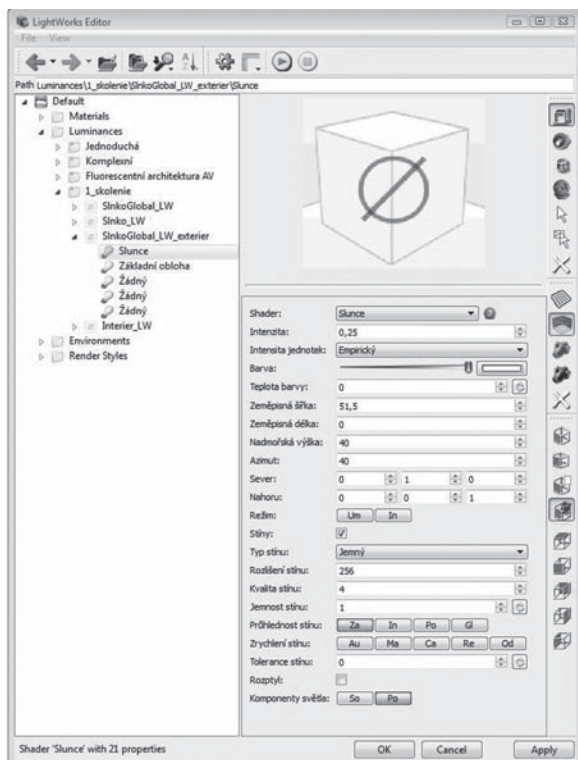 LightWorks Editor
File View
Path Luminances\1_skolenie\SlnkoGlobal_LW_exterier\Slunce
Default
Materials
Luminances
Jednoduchá
Komplexní
Fluorescentní architektura AV
1_skolenie
SlnkoGlobal_LW
Slnko_LW
SlnkoGlobal_LW_exterier
Slunce
Základní obloha
Žádný
Žádný
Žádný
Interier_LW
Environments
Render Styles
Shader: Slunce
Intenzita: 0,25
Intensita jednotek: Empirický
Barva:
Teplota barvy: 0
Zeměpisná šířka: 51,5
Zeměpisná délka: 0
Nadmořská výška: 40
Azimut: 40
Sever: 0 1 0
Nahoru: 0 0 1
Režim: Um In
Stíny:
Typ stínu: Jemný
Rozlišení stínu: 256
Kvalita stínu: 4
Jemnost stínu: 1
Průhlednost stínu: Za In Po Gl
Zrychlení stínu: Au Ma Ca Re Od
Tolerance stínu: 0
Rozptyl:
Komponenty světla: So Po
Shader 'Slunce' with 21 properties OK Cancel Apply